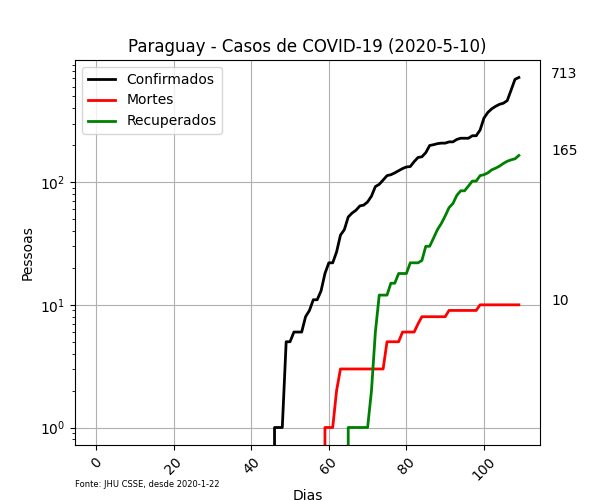 Paraguay - Casos de COVID-19 (2020-5-10)
Confirmados
Mortes
Recuperados
713
165
10
10²
10¹
10⁰
Pessoas
0
20
40
60
80
100
Fonte: JHU CSSE, desde 2020-1-22
Dias